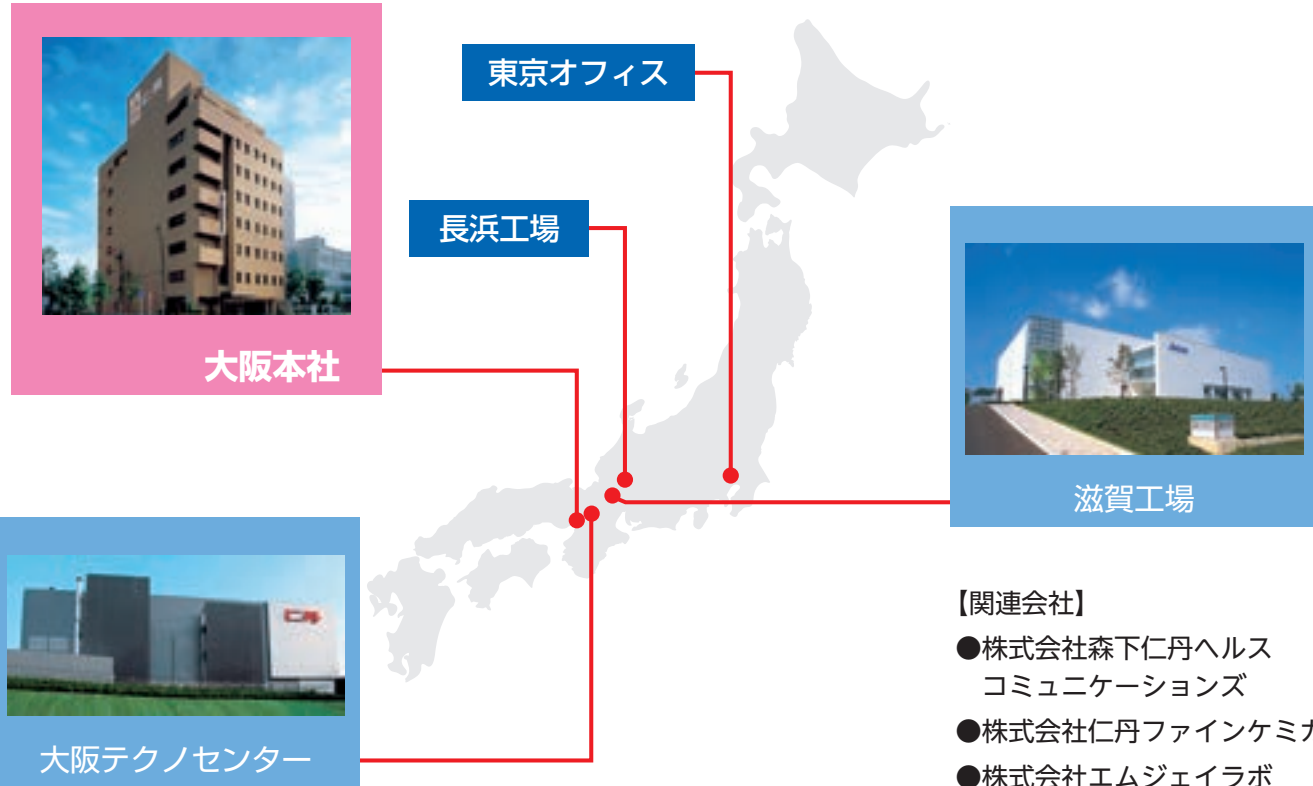 東京オフィス
長浜工場
大阪本社
滋賀工場
仁丹
大阪テクノセンター
【関連会社】
●株式会社森下仁丹ヘルス
コミュニケーションズ
●株式会社仁丹ファインケミカ
●株式会社エムジェイラボ